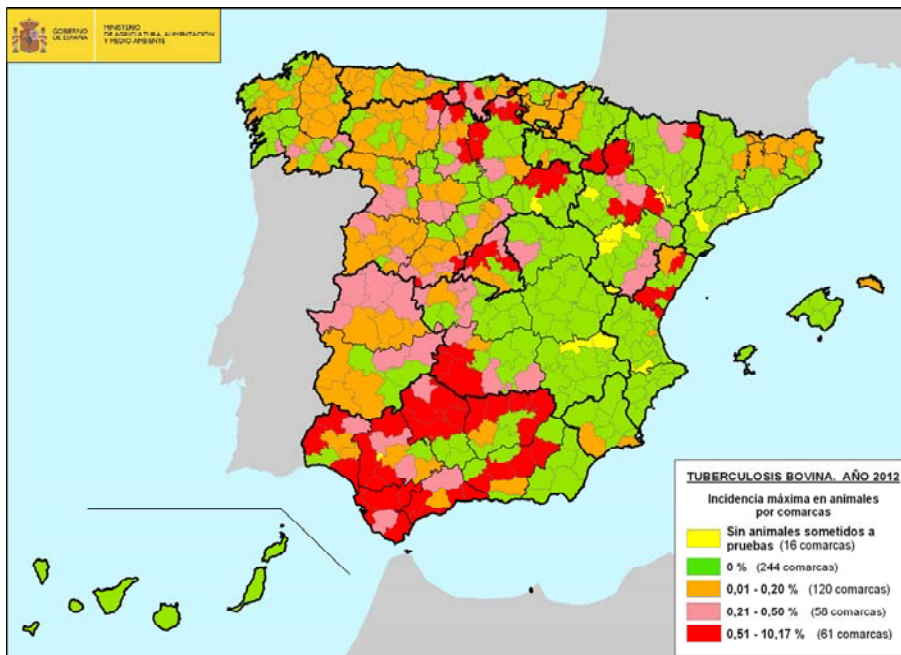 GOBIERNO
DE ESPAÑA
MINISTERIO
DE AGRICULTURA, ALIMENTACIÓN
Y MEDIO AMBIENTE
TUBERCULOSIS BOVINA. AÑO 2012
Incidencia máxima en animales
por comarcas
Sin animales sometidos a
pruebas (16 comarcas)
0 % (244 comarcas)
0,01 - 0,20 % (120 comarcas)
0,21 - 0,50 % (58 comarcas)
0,51 - 10,17 % (61 comarcas)